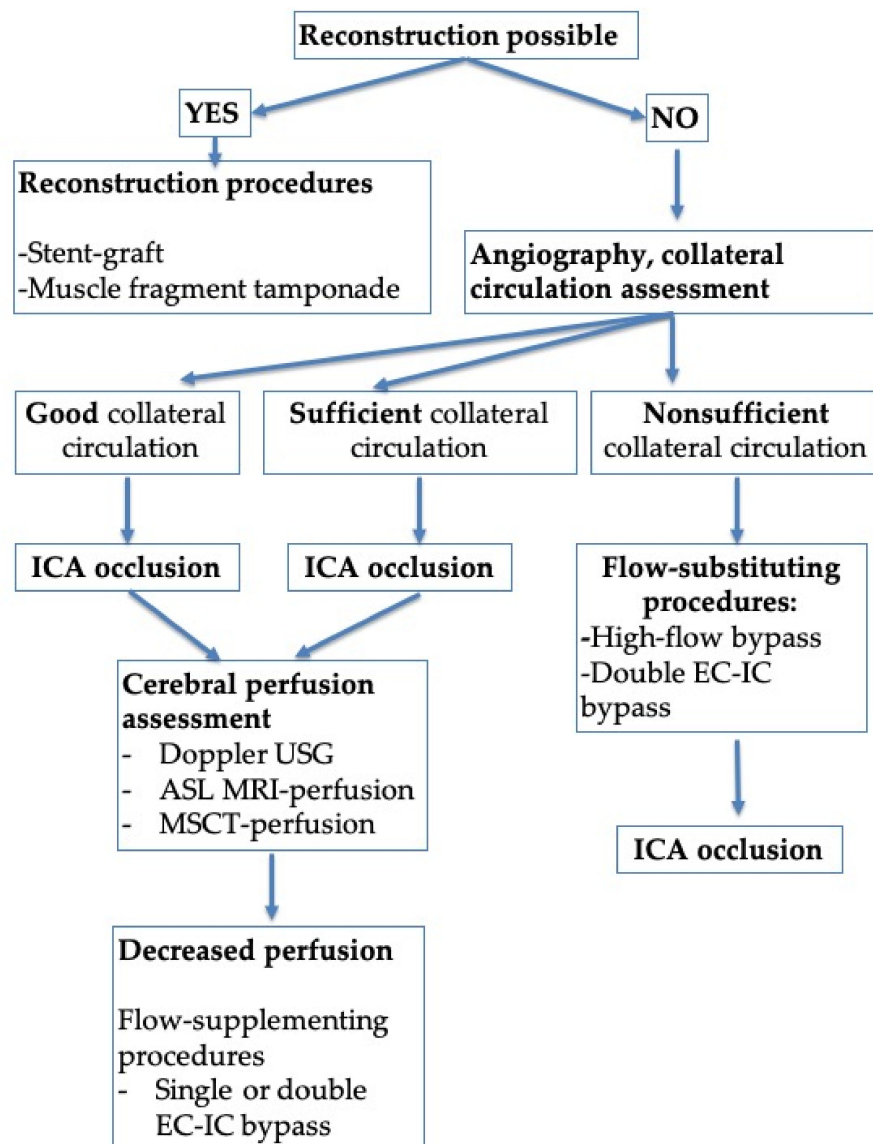 Reconstruction possible
YES
NO
Reconstruction procedures
-Stent-graft
-Muscle fragment tamponade
Angiography, collateral
circulation assessment
Good collateral
circulation
Sufficient collateral
circulation
Nonsufficient
collateral circulation
ICA occlusion
ICA occlusion
Flow-substituting
procedures:
-High-flow bypass
-Double EC-IC
bypass
Cerebral perfusion
assessment
- Doppler USG
- ASL MRI-perfusion
- MSCT-perfusion
ICA occlusion
Decreased perfusion
Flow-supplementing
procedures
- Single or double
EC-IC bypass